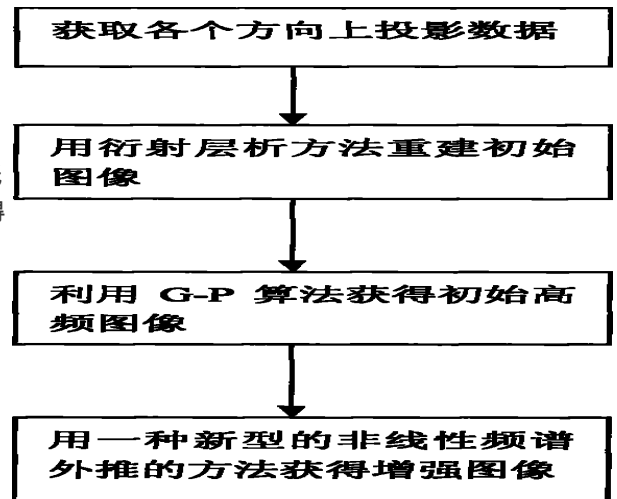 获取各个方向上投影数据
用衍射层析方法重建初始
图像
得
利用 G-P 算法获得初始高
频图像
用一种新型的非线性频谱
外推的方法获得增强图像